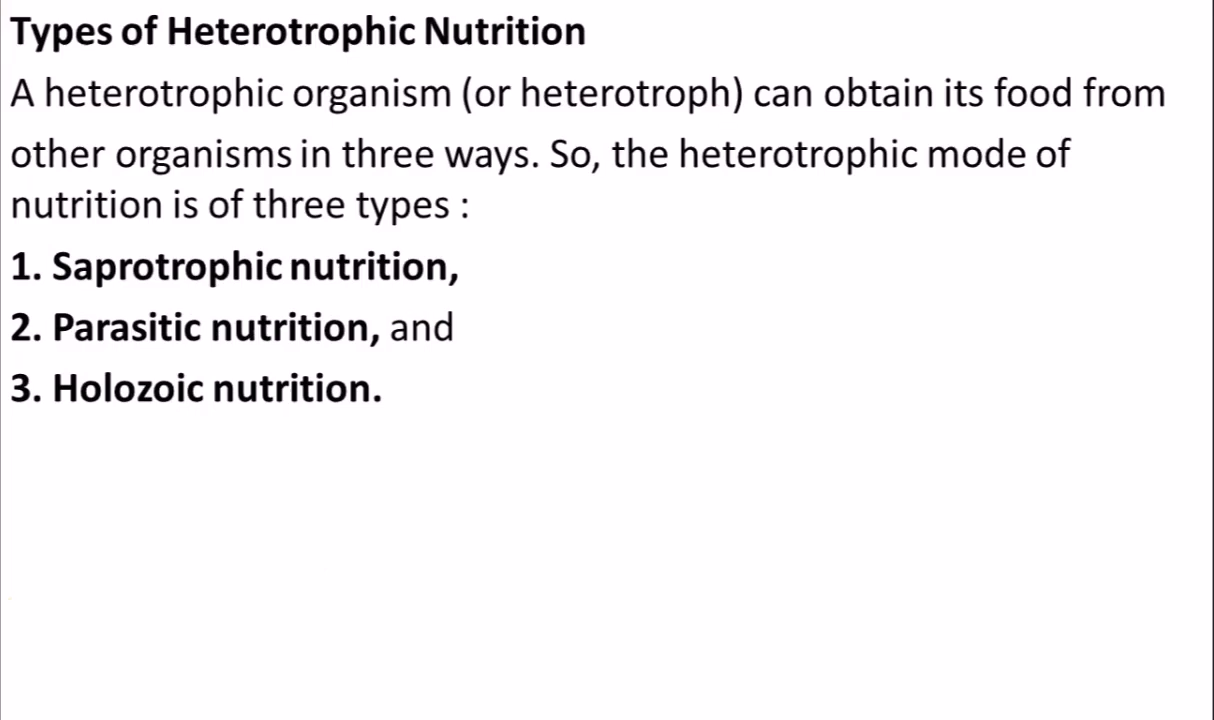 Types of Heterotrophic Nutrition
A heterotrophic organism (or heterotroph) can obtain its food from
other organisms in three ways. So, the heterotrophic mode of
nutrition is of three types :
1. Saprotrophic nutrition,
2. Parasitic nutrition, and
3. Holozoic nutrition.